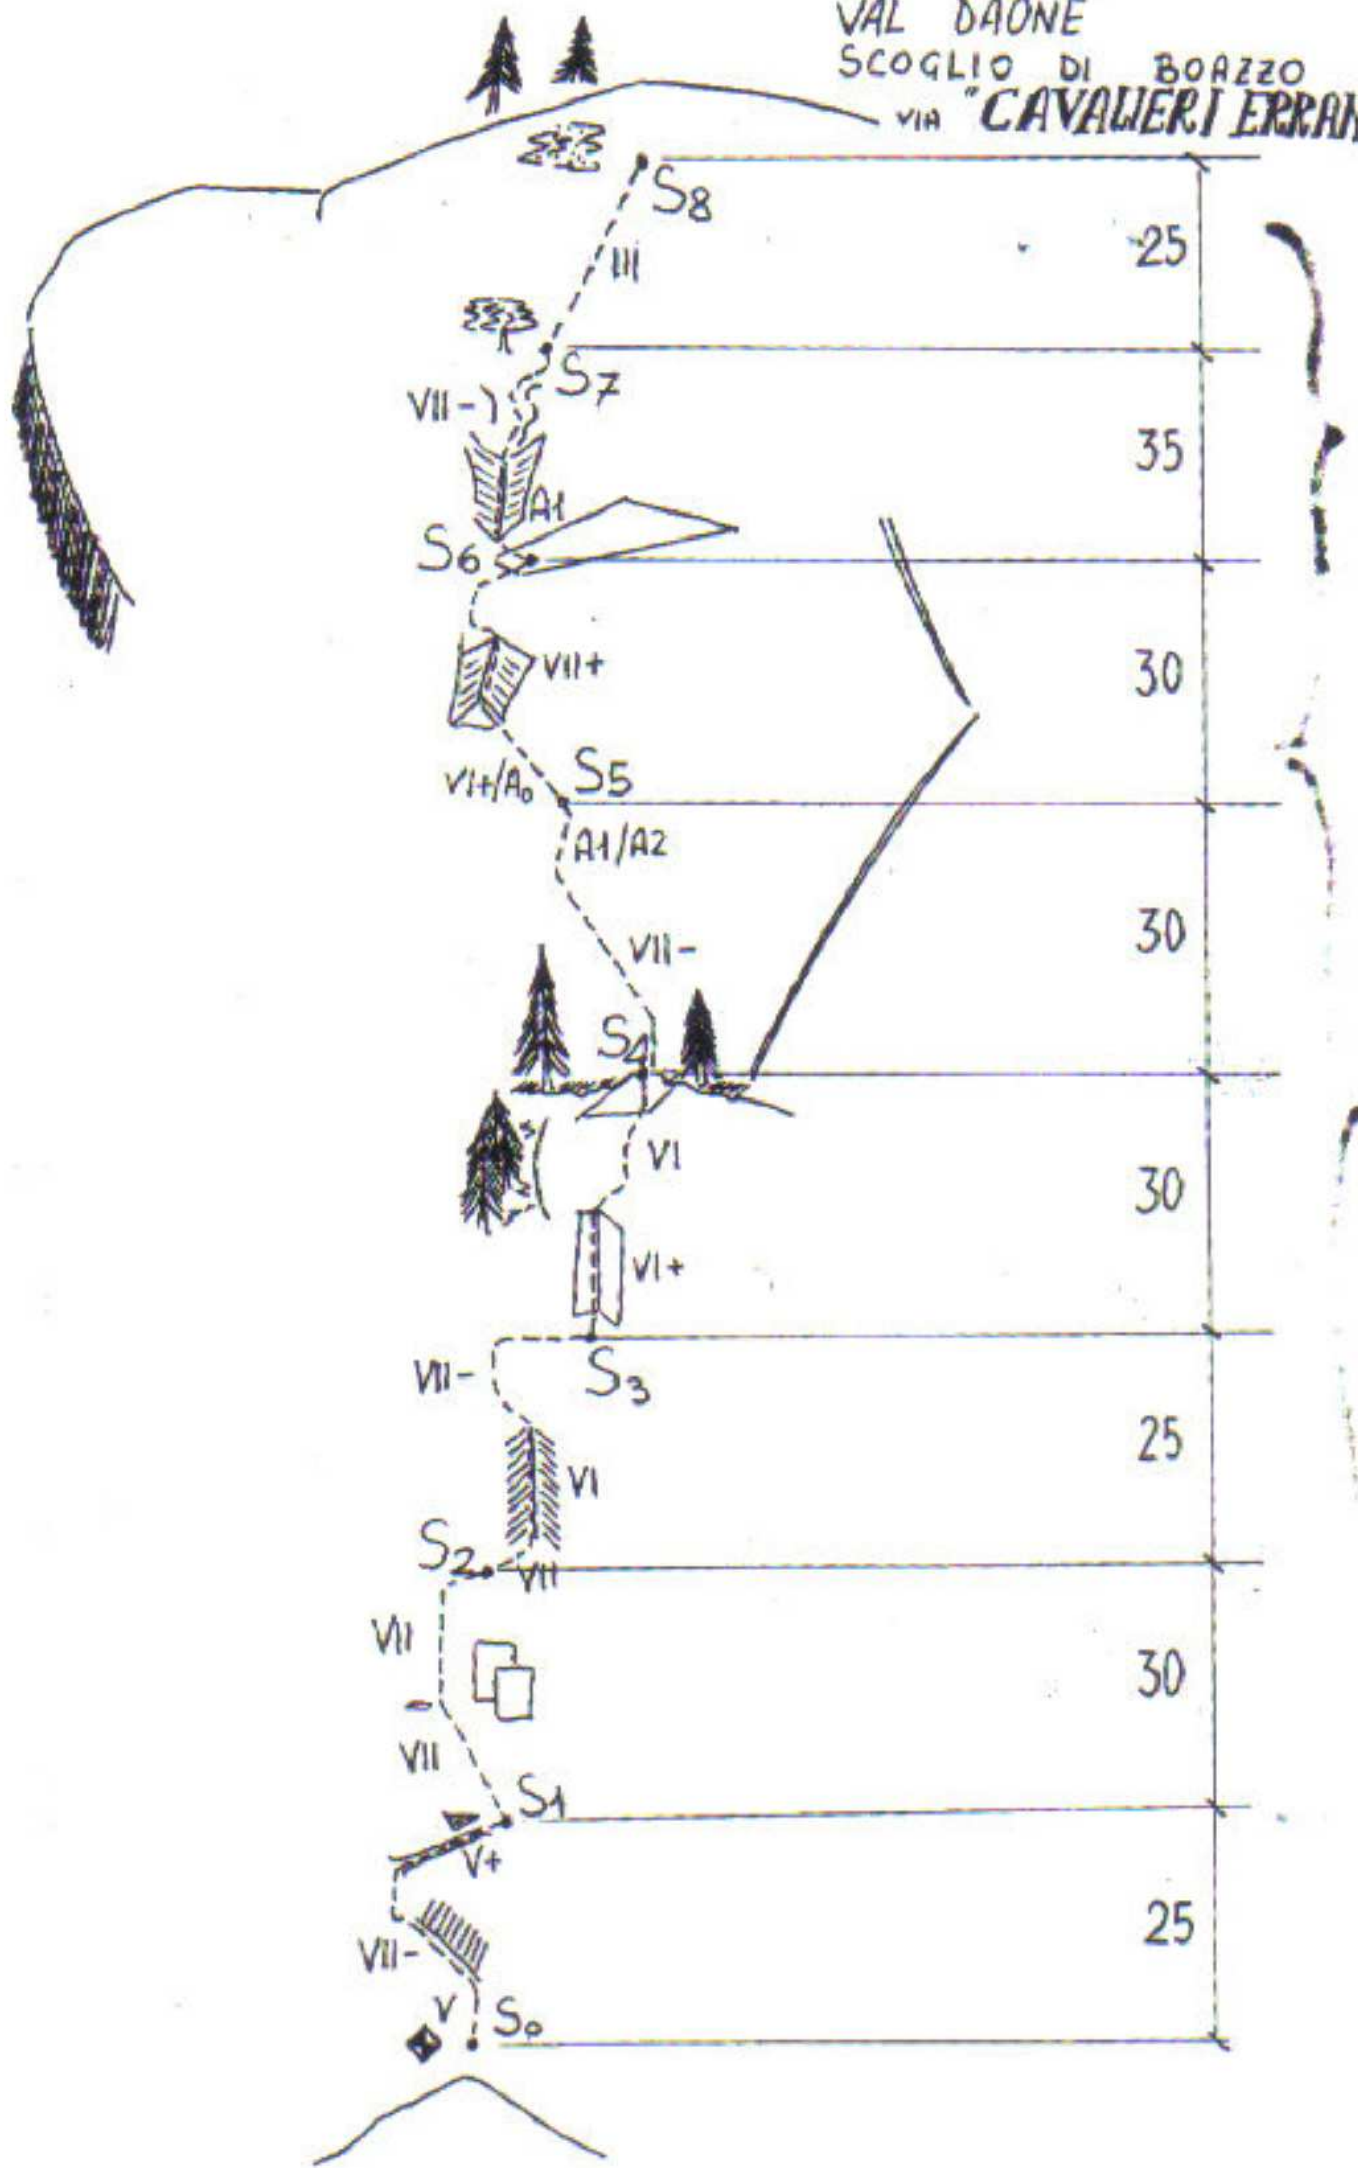 VAL DAONE
SCOGLIO DI BOAZZO
VIA "CAVALIERI ERRAN
S8
III
25
S7
VII-
35
A1
S6
VII+
30
VI+/A0
S5
A1/A2
30
VII-
S4
VI
30
VI+
VII-
S3
25
VI
S2
VII
VII
30
VII
S1
V+
25
VII-
V
S0